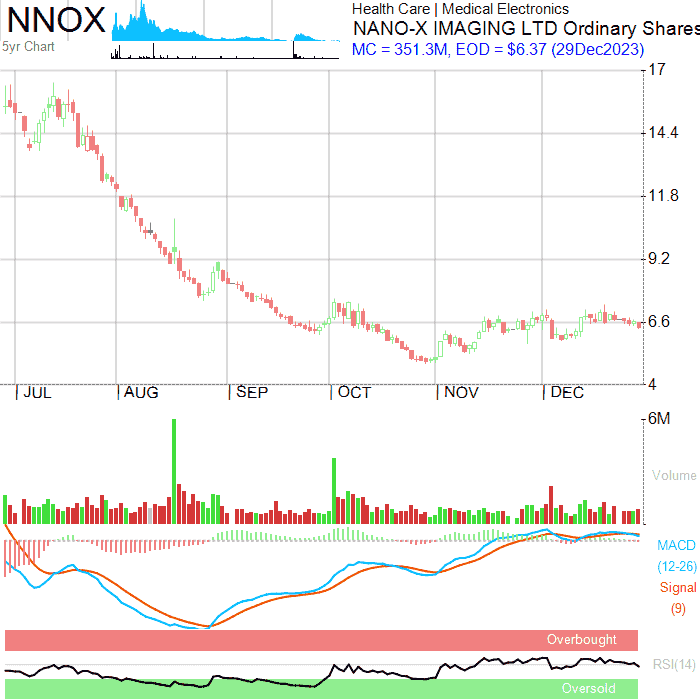 NNOX
5yr Chart
Health Care | Medical Electronics
NANO-X IMAGING LTD Ordinary Shares
MC = 351.3M, EOD = $6.37 (29Dec2023)
17
14.4
11.8
9.2
6.6
4
JUL AUG SEP OCT NOV DEC
6M
Volume
MACD
(12-26)
Signal
(9)
Overbought
RSI(14)
Oversold